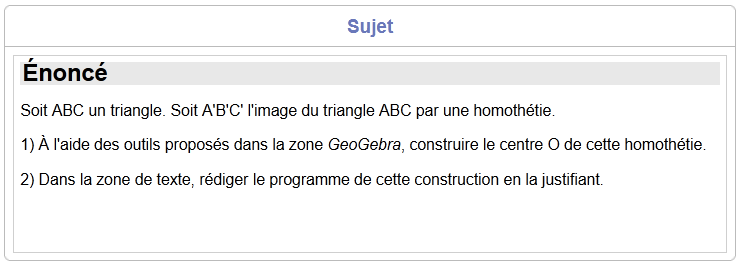 Sujet
Énoncé
Soit ABC un triangle. Soit A'B'C' l'image du triangle ABC par une homothétie.
1) À l'aide des outils proposés dans la zone GeoGebra, construire le centre O de cette homothétie.
2) Dans la zone de texte, rédiger le programme de cette construction en la justifiant.